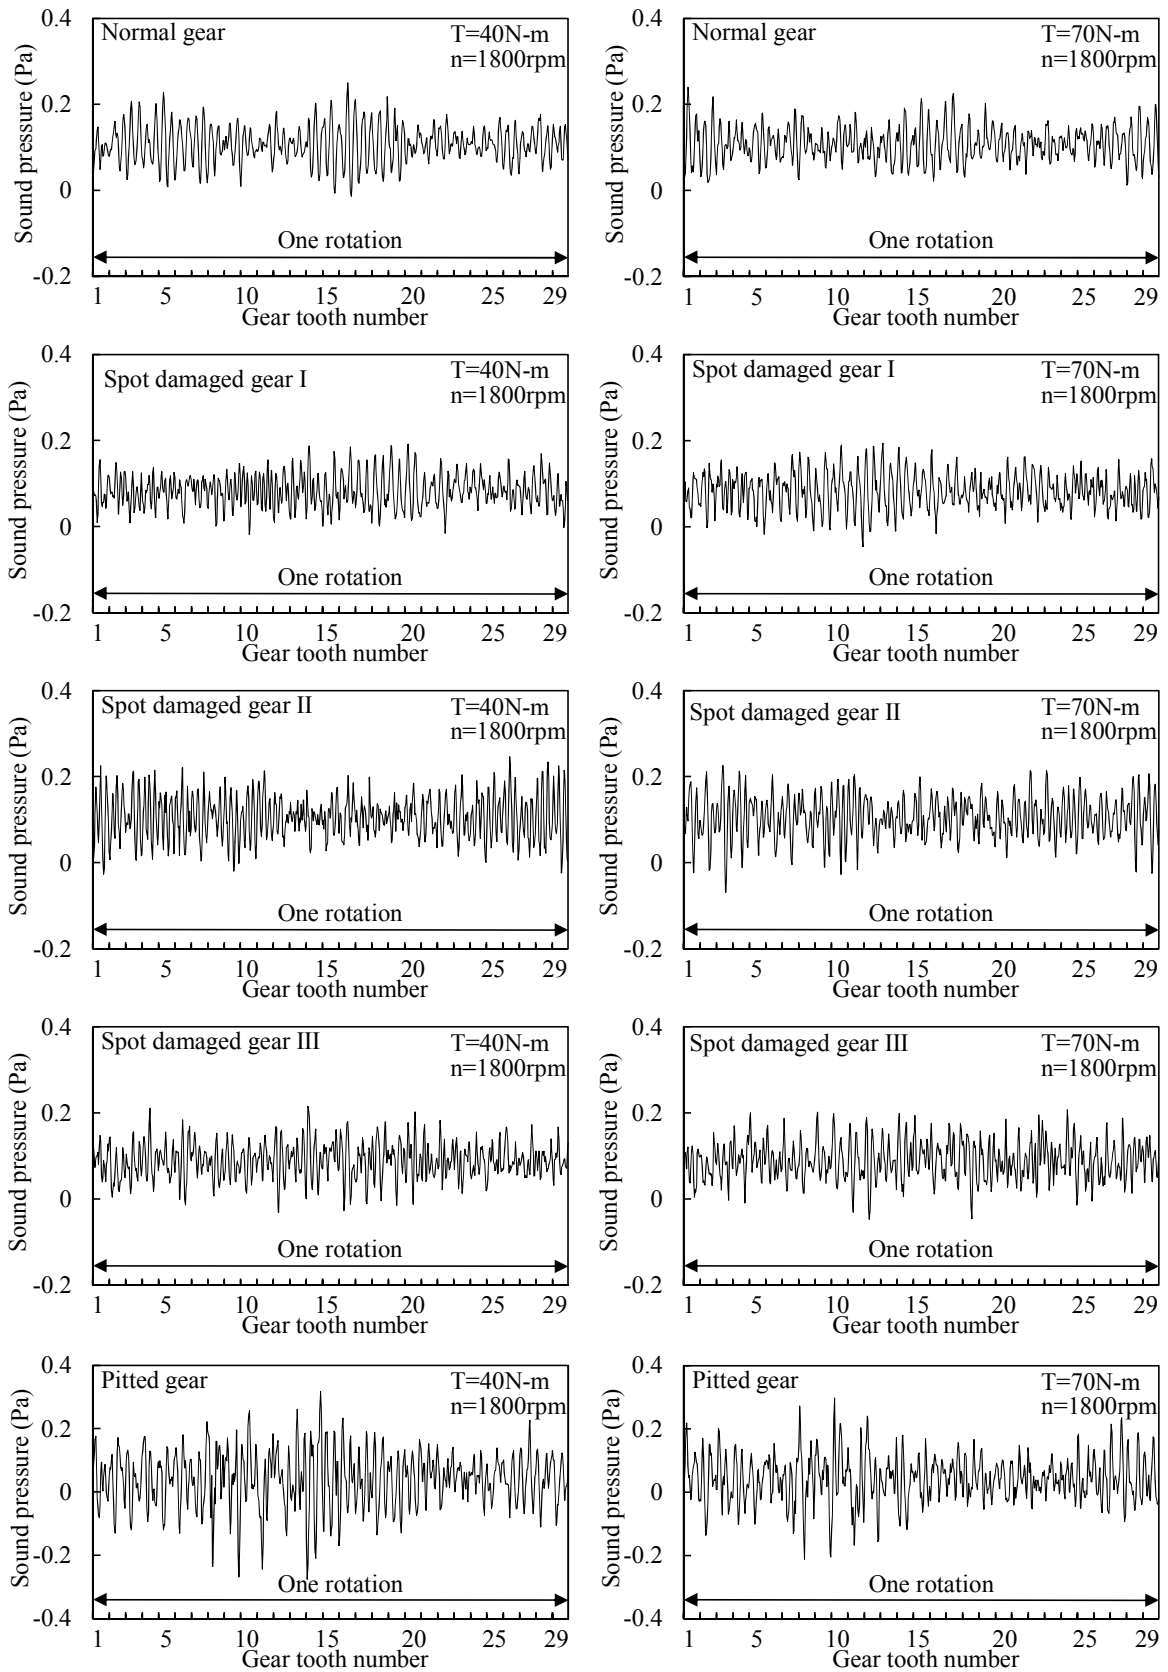 0.4
Normal gear
T=40N-m
n=1800rpm
0.2
0
-0.2
Sound pressure (Pa)
One rotation
1 5 10 15 20 25 29
Gear tooth number
0.4
Normal gear
T=70N-m
n=1800rpm
0.2
0
-0.2
Sound pressure (Pa)
One rotation
1 5 10 15 20 25 29
Gear tooth number
0.4
Spot damaged gear I
T=40N-m
n=1800rpm
0.2
0
-0.2
Sound pressure (Pa)
One rotation
1 5 10 15 20 25 29
Gear tooth number
0.4
Spot damaged gear I
T=70N-m
n=1800rpm
0.2
0
-0.2
Sound pressure (Pa)
One rotation
1 5 10 15 20 25 29
Gear tooth number
0.4
Spot damaged gear II
T=40N-m
n=1800rpm
0.2
0
-0.2
Sound pressure (Pa)
One rotation
1 5 10 15 20 25 29
Gear tooth number
0.4
Spot damaged gear II
T=70N-m
n=1800rpm
0.2
0
-0.2
Sound pressure (Pa)
One rotation
1 5 10 15 20 25 29
Gear tooth number
0.4
Spot damaged gear III
T=40N-m
n=1800rpm
0.2
0
-0.2
Sound pressure (Pa)
One rotation
1 5 10 15 20 25 29
Gear tooth number
0.4
Spot damaged gear III
T=70N-m
n=1800rpm
0.2
0
-0.2
Sound pressure (Pa)
One rotation
1 5 10 15 20 25 29
Gear tooth number
0.4
Pitted gear
T=40N-m
n=1800rpm
0.2
0
-0.2
-0.4
Sound pressure (Pa)
One rotation
1 5 10 15 20 25 29
Gear tooth number
0.4
Pitted gear
T=70N-m
n=1800rpm
0.2
0
-0.2
-0.4
Sound pressure (Pa)
One rotation
1 5 10 15 20 25 29
Gear tooth number